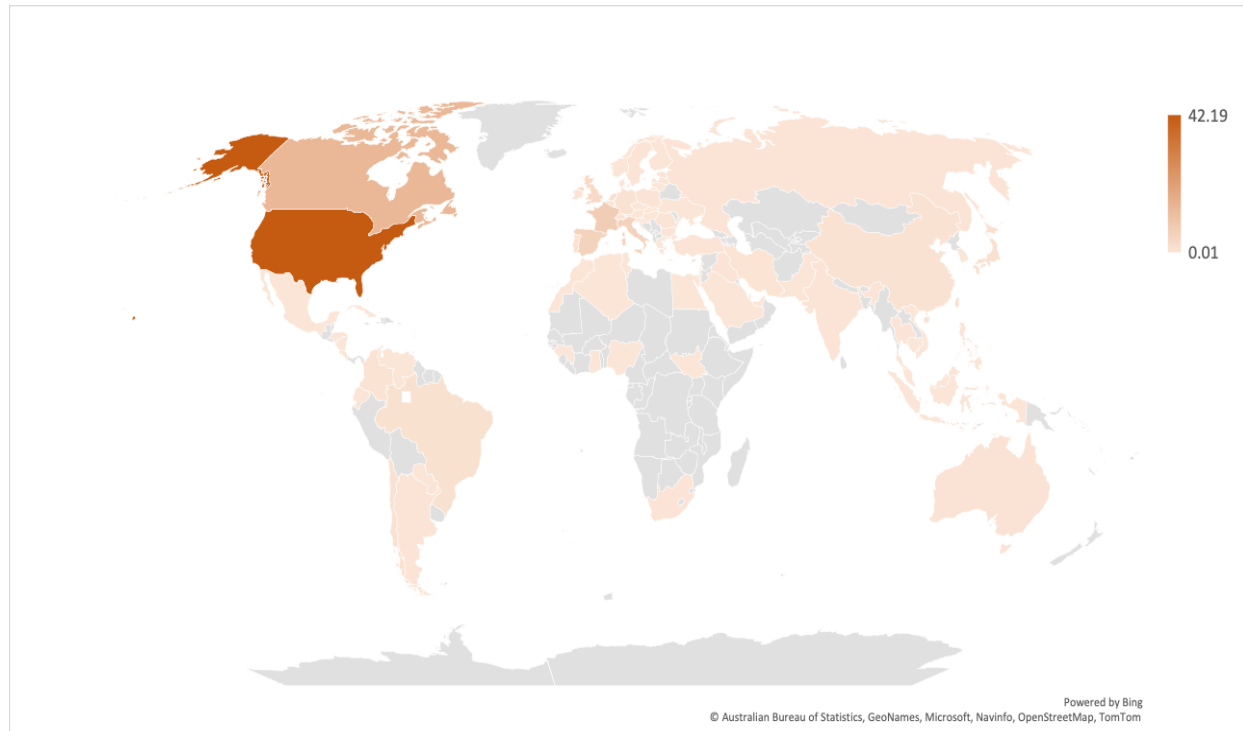 42.19
0.01
Powered by Bing
© Australian Bureau of Statistics, GeoNames, Microsoft, Navinfo, OpenStreetMap, TomTom